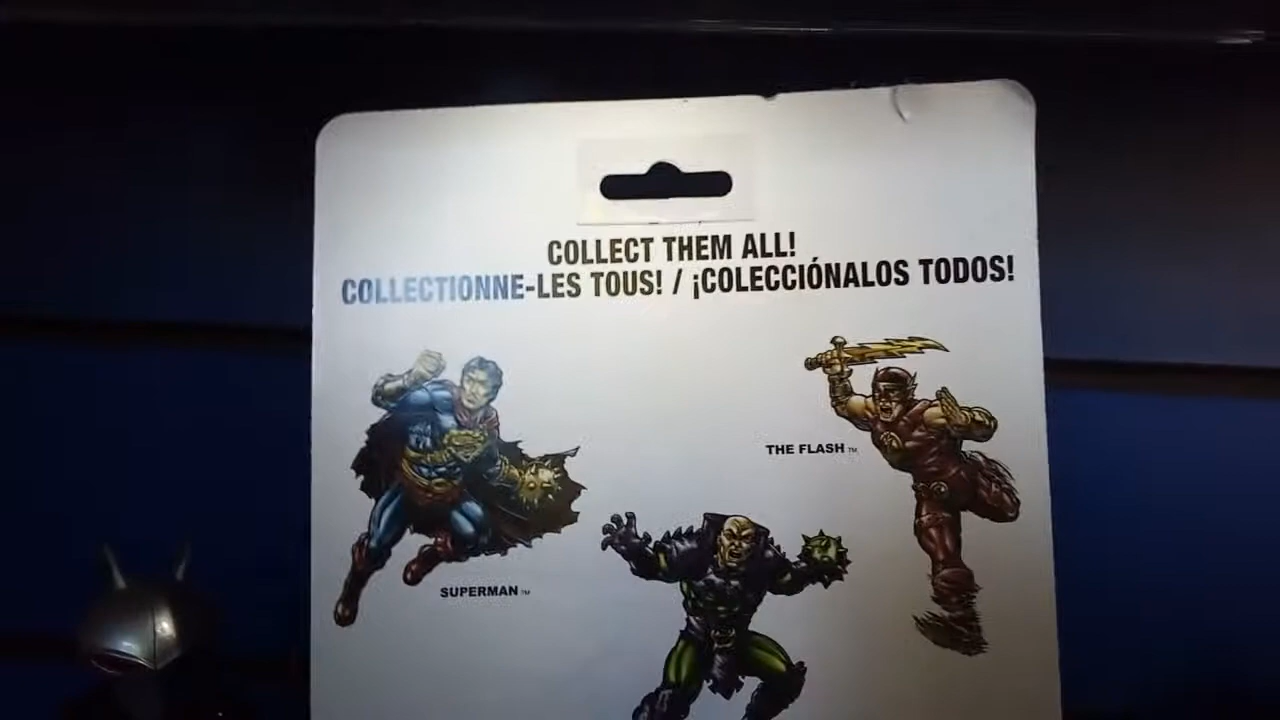 COLLECT THEM ALL!
COLLECTIONNE-LES TOUS! / ¡COLECCIÓNALOS TODOS!
THE FLASH™
SUPERMAN™